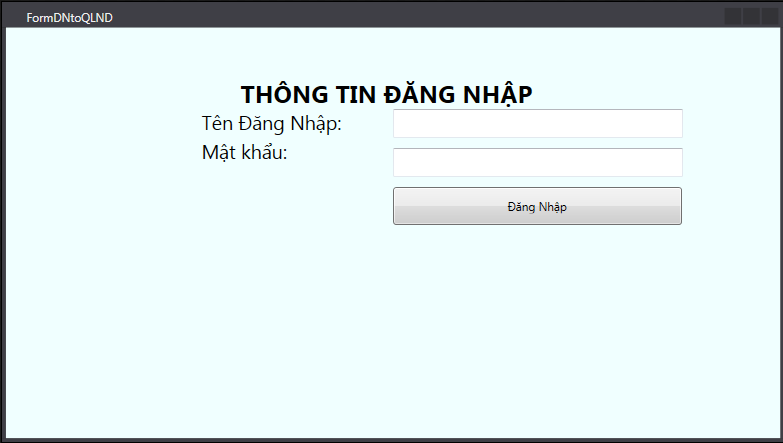 FormDNtoQLND
THÔNG TIN ĐĂNG NHẬP
Tên Đăng Nhập:
Mật khẩu:
Đăng Nhập